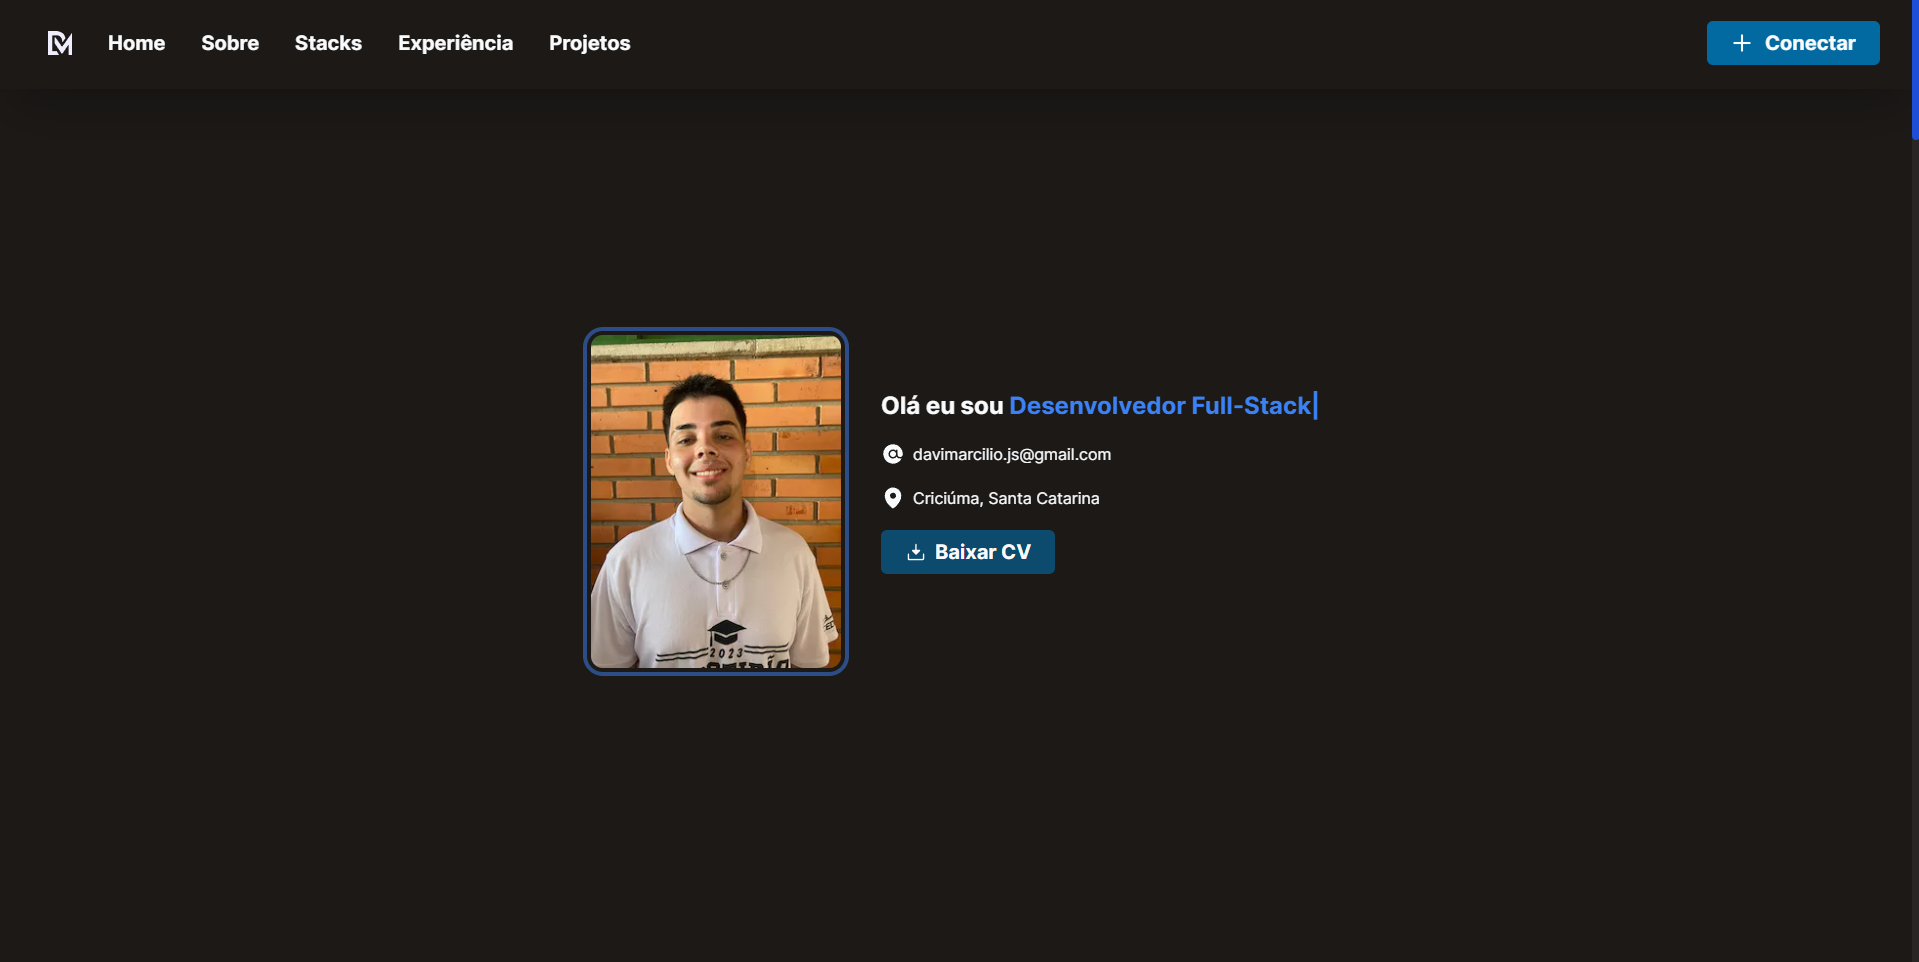 DM
Home
Sobre
Stacks
Experiência
Projetos
Conectar
Olá eu sou Desenvolvedor Full-Stack|
davimarcilio.js@gmail.com
Criciúma, Santa Catarina
Baixar CV
2023